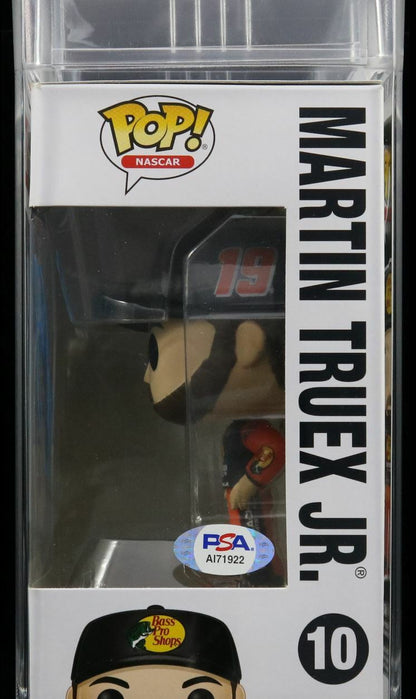 POP!®
NASCAR
MARTIN TRUEX JR.®
19
PSA
AI71922
10
Bass
Pro
Shops